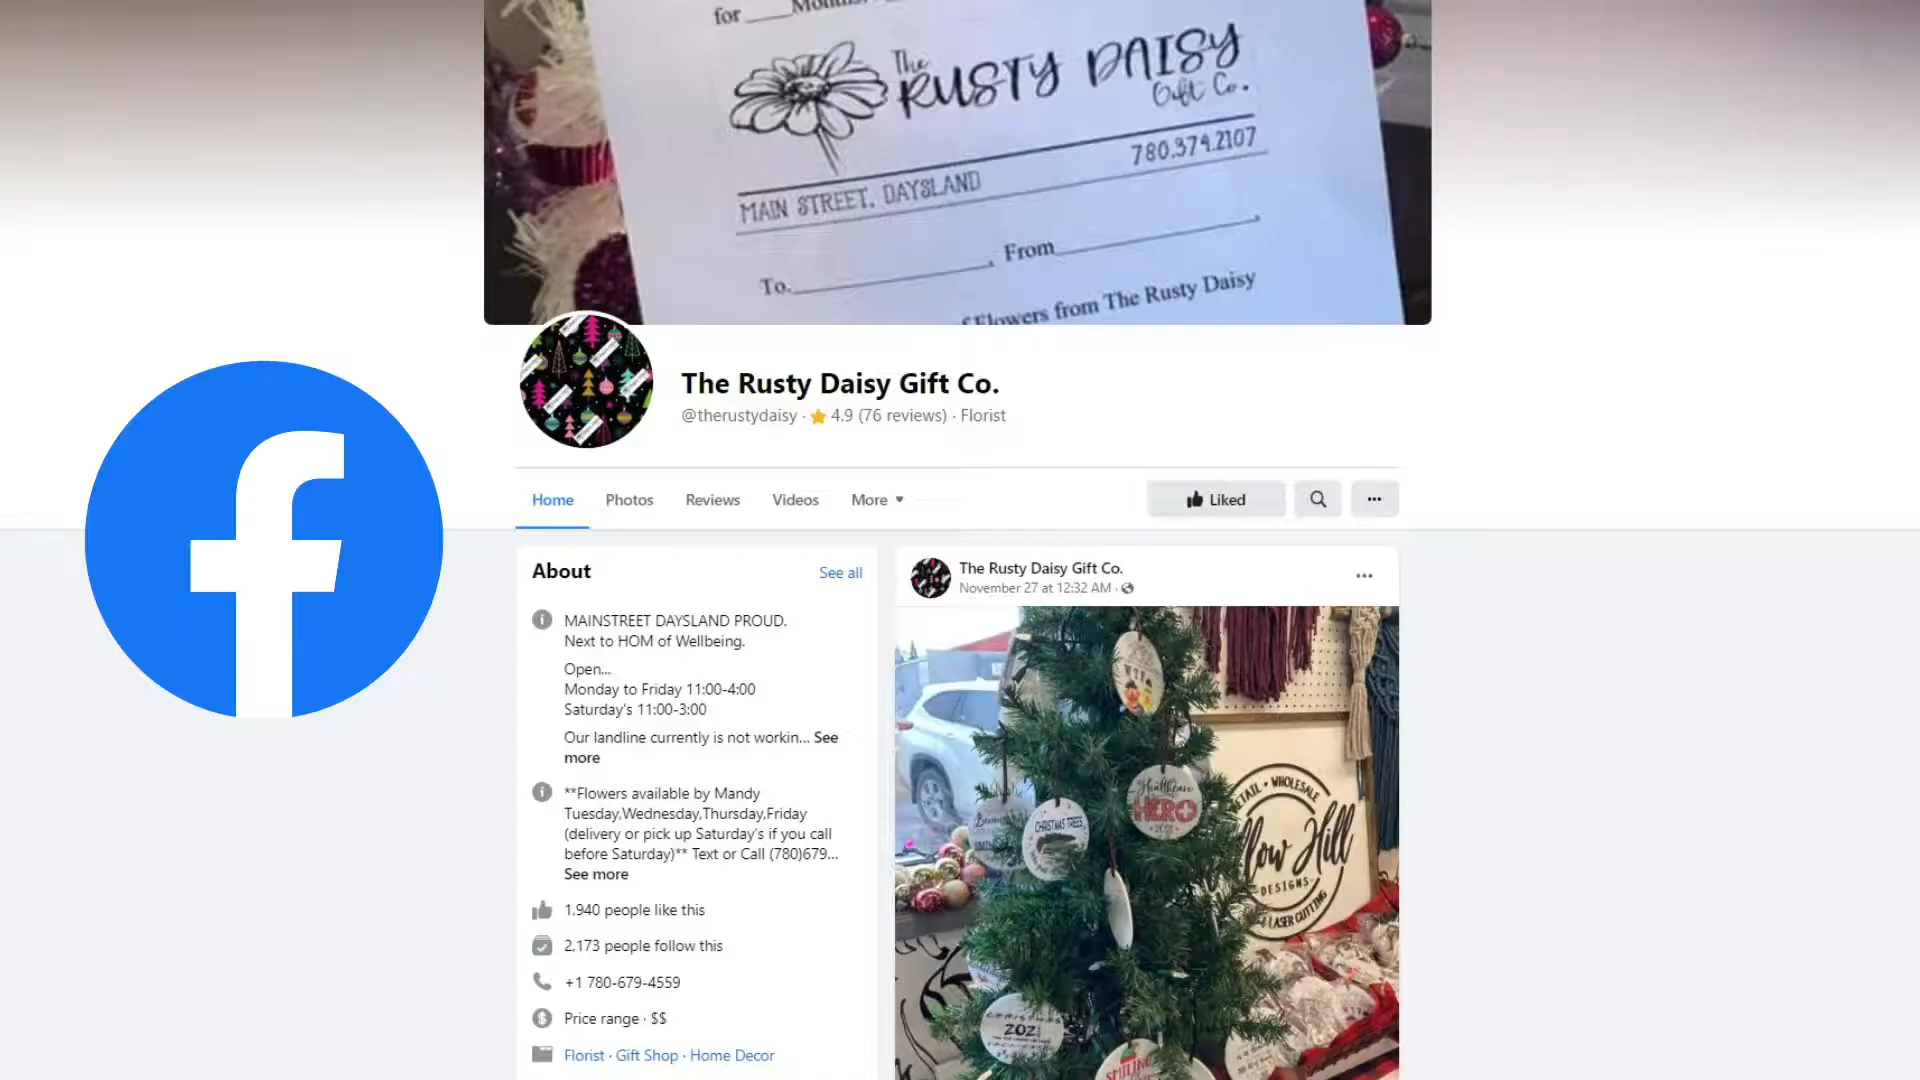 for ____Months,
The
RUSTY DAISY
Gift Co.
780.374.2107
MAIN STREET, DAYSLAND
To.____________, From____________
Flowers from The Rusty Daisy
The Rusty Daisy Gift Co.
@therustydaisy · 4.9 (76 reviews) · Florist
Home Photos Reviews Videos More Liked
About See all
MAINSTREET DAYSLAND PROUD.
Next to HOM of Wellbeing.
Open...
Monday to Friday 11:00-4:00
Saturday's 11:00-3:00
Our landline currently is not workin... See
more
**Flowers available by Mandy
Tuesday,Wednesday,Thursday,Friday
(delivery or pick up Saturday's if you call
before Saturday)** Text or Call (780)679...
See more
1,940 people like this
2,173 people follow this
+1 780-679-4559
Price range · $$
Florist · Gift Shop · Home Decor
The Rusty Daisy Gift Co.
November 27 at 12:32 AM ·
Healthcare
HERO
CHRISTMAS TREES
WHOLESALE
Hill
DESIGNS
LASER CUTTING
CHRISTMAS